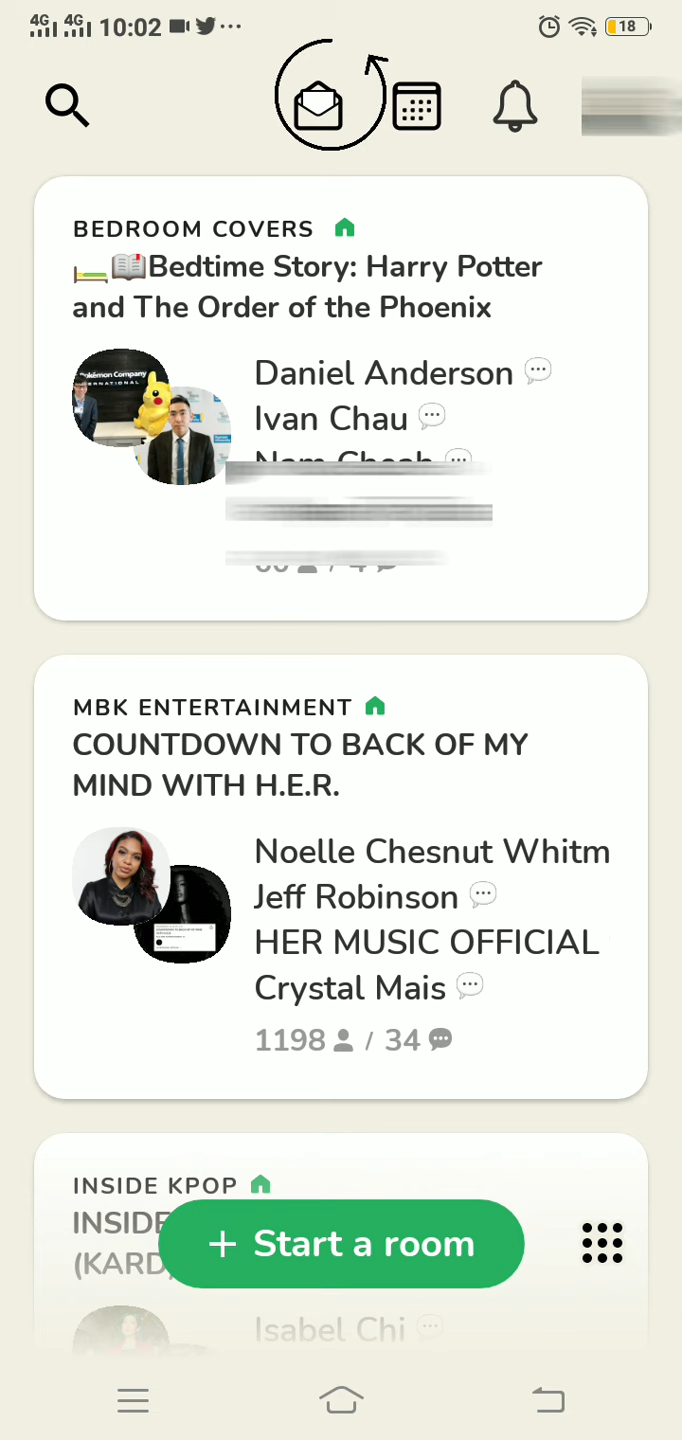 4G 4G 10:02 18
BEDROOM COVERS
Bedtime Story: Harry Potter
and The Order of the Phoenix
Daniel Anderson
Ivan Chau
MBK ENTERTAINMENT
COUNTDOWN TO BACK OF MY
MIND WITH H.E.R.
Noelle Chesnut Whitm
Jeff Robinson
HER MUSIC OFFICIAL
Crystal Mais
1198 / 34
INSIDE KPOP
INSIDE
(KARD,
+ Start a room
Isabel Chi